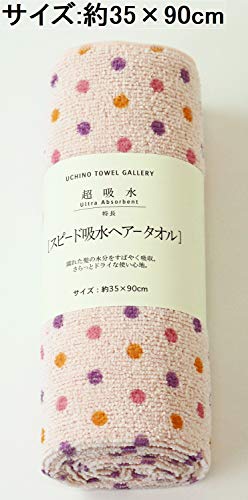 サイズ:約35×90cm
UCHINO TOWEL GALLERY
超吸水
Ultra Absorbent
特長
[スピード吸水ヘアータオル]
濡れた髪の水分をすばやく吸収。
さらっとドライな使い心地。
サイズ：約35×90cm